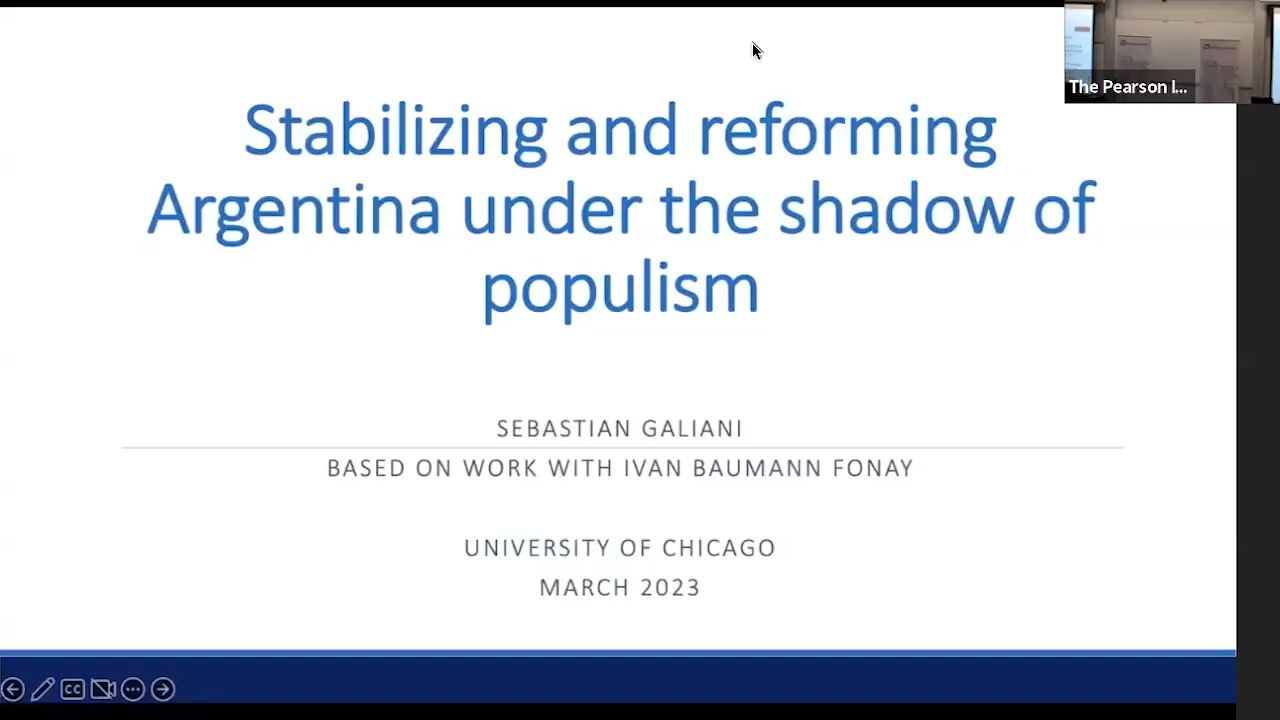 The Pearson I...
Stabilizing and reforming
Argentina under the shadow of
populism
SEBASTIAN GALIANI
BASED ON WORK WITH IVAN BAUMANN FONAY
UNIVERSITY OF CHICAGO
MARCH 2023
CC